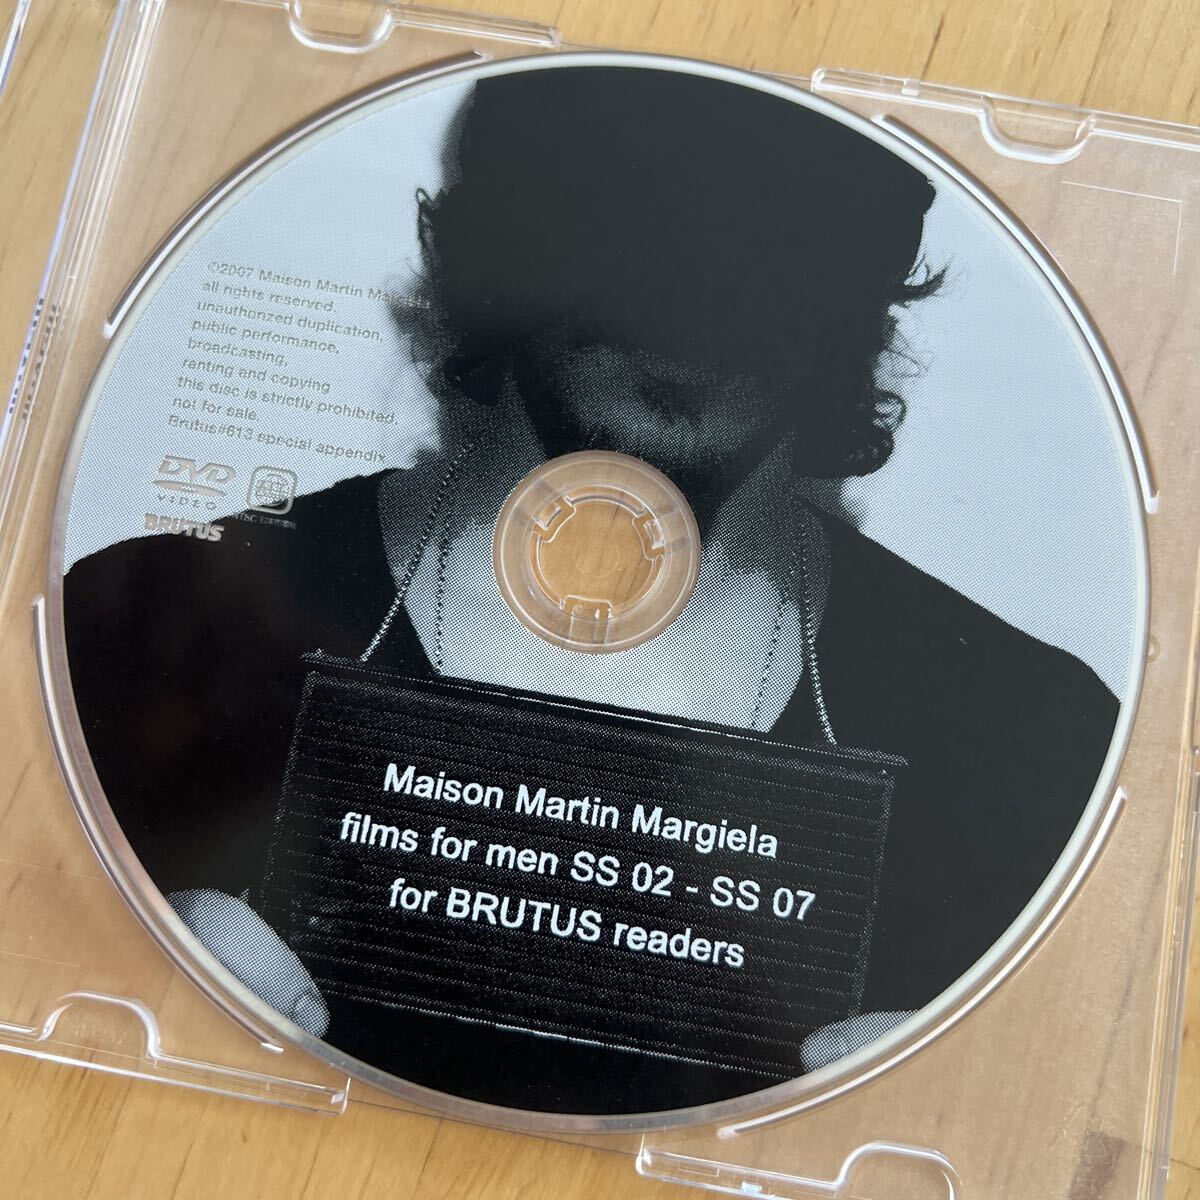 ©2007 Maison Martin Margiela
all rights reserved.
unauthorized duplication,
public performance,
broadcasting,
renting and copying
this disc is strictly prohibited.
not for sale.
Brutus#613 special appendix
DVD
VIDEO
NTSC
BRUTUS
Maison Martin Margiela
films for men SS 02 - SS 07
for BRUTUS readers